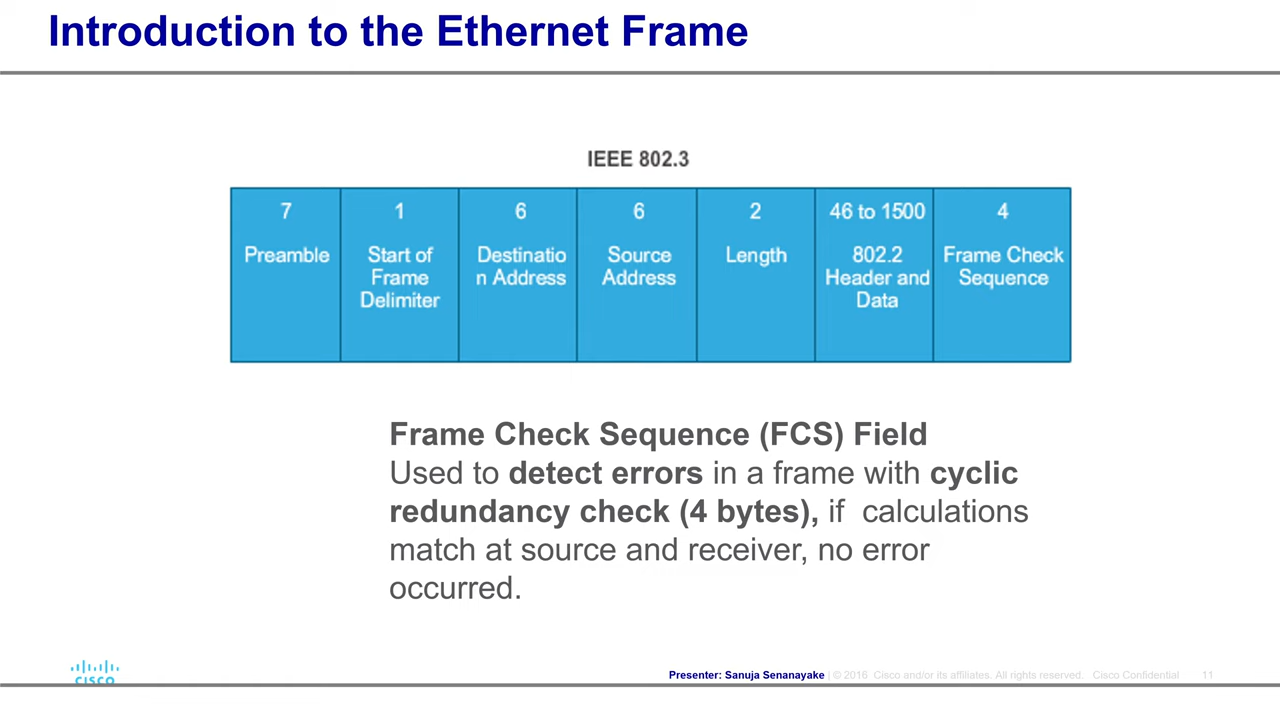 Introduction to the Ethernet Frame
IEEE 802.3
7 1 6 6 2 46 to 1500 4
Preamble
Start of
Frame
Delimiter
Destinatio
n Address
Source
Address
Length
802.2
Header and
Data
Frame Check
Sequence
Frame Check Sequence (FCS) Field
Used to detect errors in a frame with cyclic
redundancy check (4 bytes), if calculations
match at source and receiver, no error
occurred.
CISCO
Presenter: Sanuja Senanayake | © 2016 Cisco and/or its affiliates. All rights reserved. Cisco Confidential 11